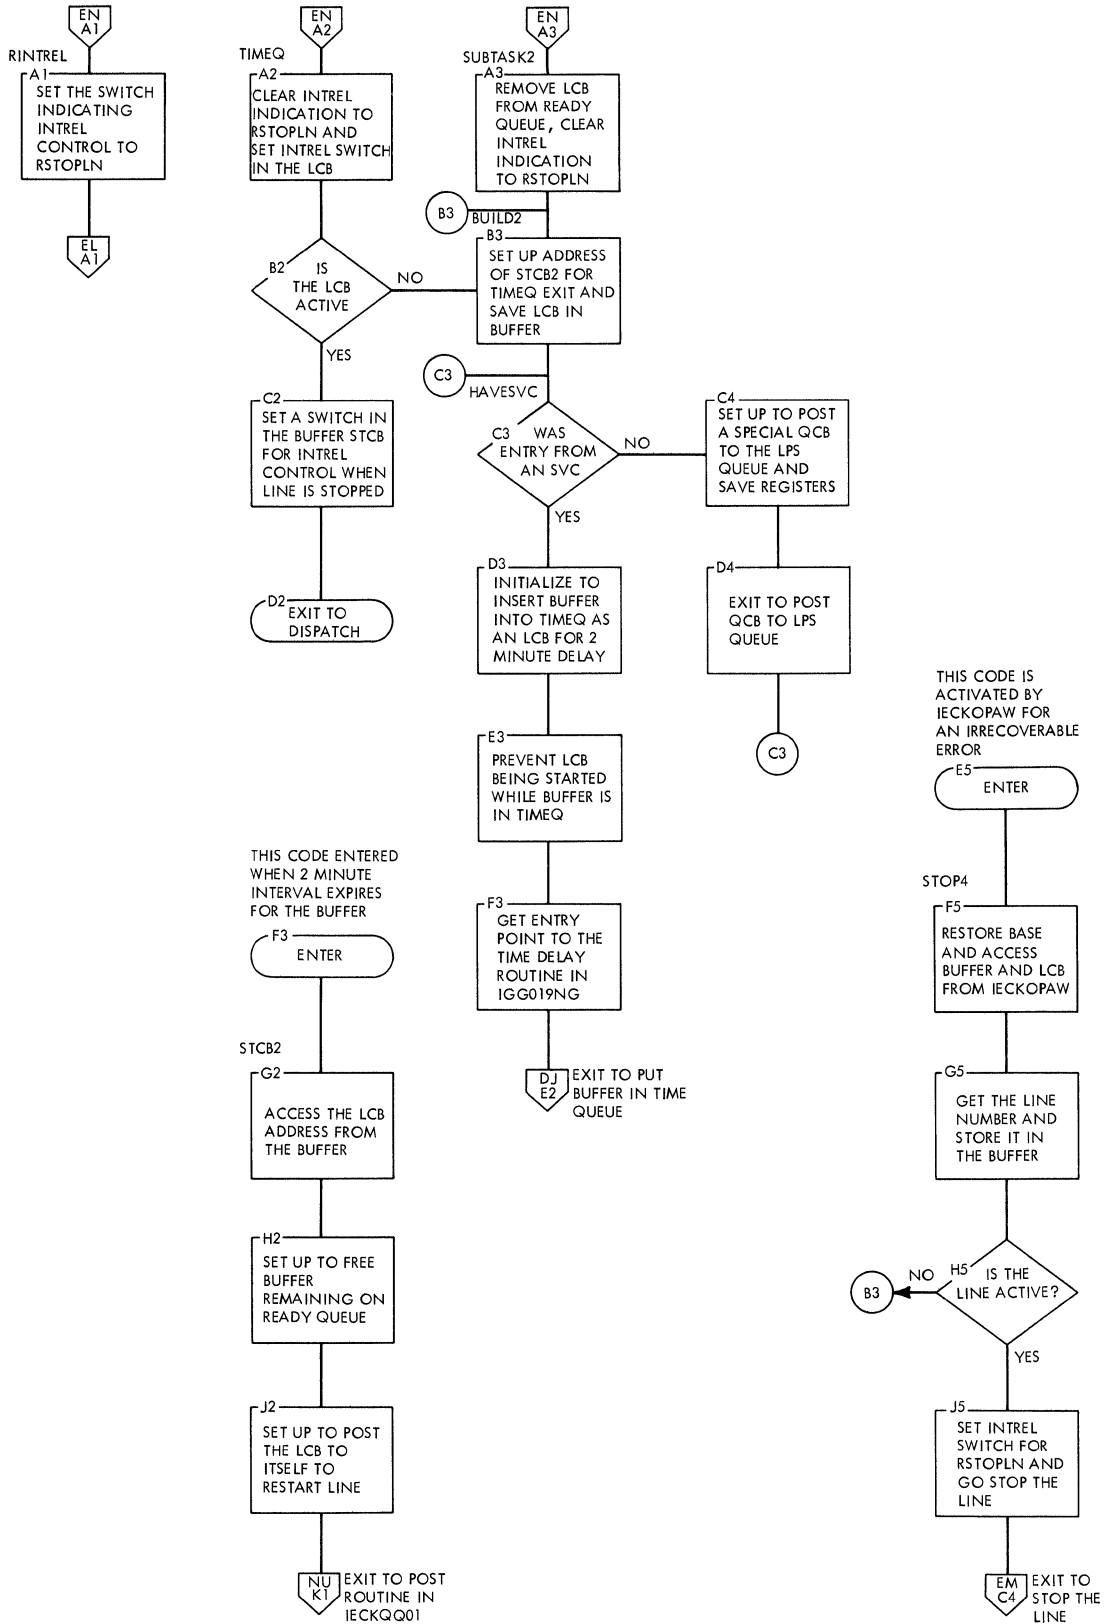 EN
A1
RINTREL
A1
SET THE SWITCH
INDICATING
INTREL
CONTROL TO
RSTOPLN
EL
A1
EN
A2
TIMEQ
A2
CLEAR INTREL
INDICATION TO
RSTOPLN AND
SET INTREL SWITCH
IN THE LCB
B2
IS
THE LCB
ACTIVE
NO
YES
C2
SET A SWITCH IN
THE BUFFER STCB
FOR INTREL
CONTROL WHEN
LINE IS STOPPED
D2
EXIT TO
DISPATCH
THIS CODE ENTERED
WHEN 2 MINUTE
INTERVAL EXPIRES
FOR THE BUFFER
F3
ENTER
STCB2
G2
ACCESS THE LCB
ADDRESS FROM
THE BUFFER
H2
SET UP TO FREE
BUFFER
REMAINING ON
READY QUEUE
J2
SET UP TO POST
THE LCB TO
ITSELF TO
RESTART LINE
NU
K1
EXIT TO POST
ROUTINE IN
IECKQQ01
EN
A3
SUBTASK2
A3
REMOVE LCB
FROM READY
QUEUE, CLEAR
INTREL
INDICATION
TO RSTOPLN
B3
BUILD2
B3
SET UP ADDRESS
OF STCB2 FOR
TIMEQ EXIT AND
SAVE LCB IN
BUFFER
C3
HAVESVC
C3
WAS
ENTRY FROM
AN SVC
NO
YES
D3
INITIALIZE TO
INSERT BUFFER
INTO TIMEQ AS
AN LCB FOR 2
MINUTE DELAY
E3
PREVENT LCB
BEING STARTED
WHILE BUFFER IS
IN TIMEQ
F3
GET ENTRY
POINT TO THE
TIME DELAY
ROUTINE IN
IGG019NG
DJ
E2
EXIT TO PUT
BUFFER IN TIME
QUEUE
C4
SET UP TO POST
A SPECIAL QCB
TO THE LPS
QUEUE AND
SAVE REGISTERS
D4
EXIT TO POST
QCB TO LPS
QUEUE
C3
THIS CODE IS
ACTIVATED BY
IECKOPAW FOR
AN IRRECOVERABLE
ERROR
E5
ENTER
STOP4
F5
RESTORE BASE
AND ACCESS
BUFFER AND LCB
FROM IECKOPAW
G5
GET THE LINE
NUMBER AND
STORE IT IN
THE BUFFER
H5
IS THE
LINE ACTIVE?
NO
B3
YES
J5
SET INTREL
SWITCH FOR
RSTOPLN AND
GO STOP THE
LINE
EM
C4
EXIT TO
STOP THE
LINE